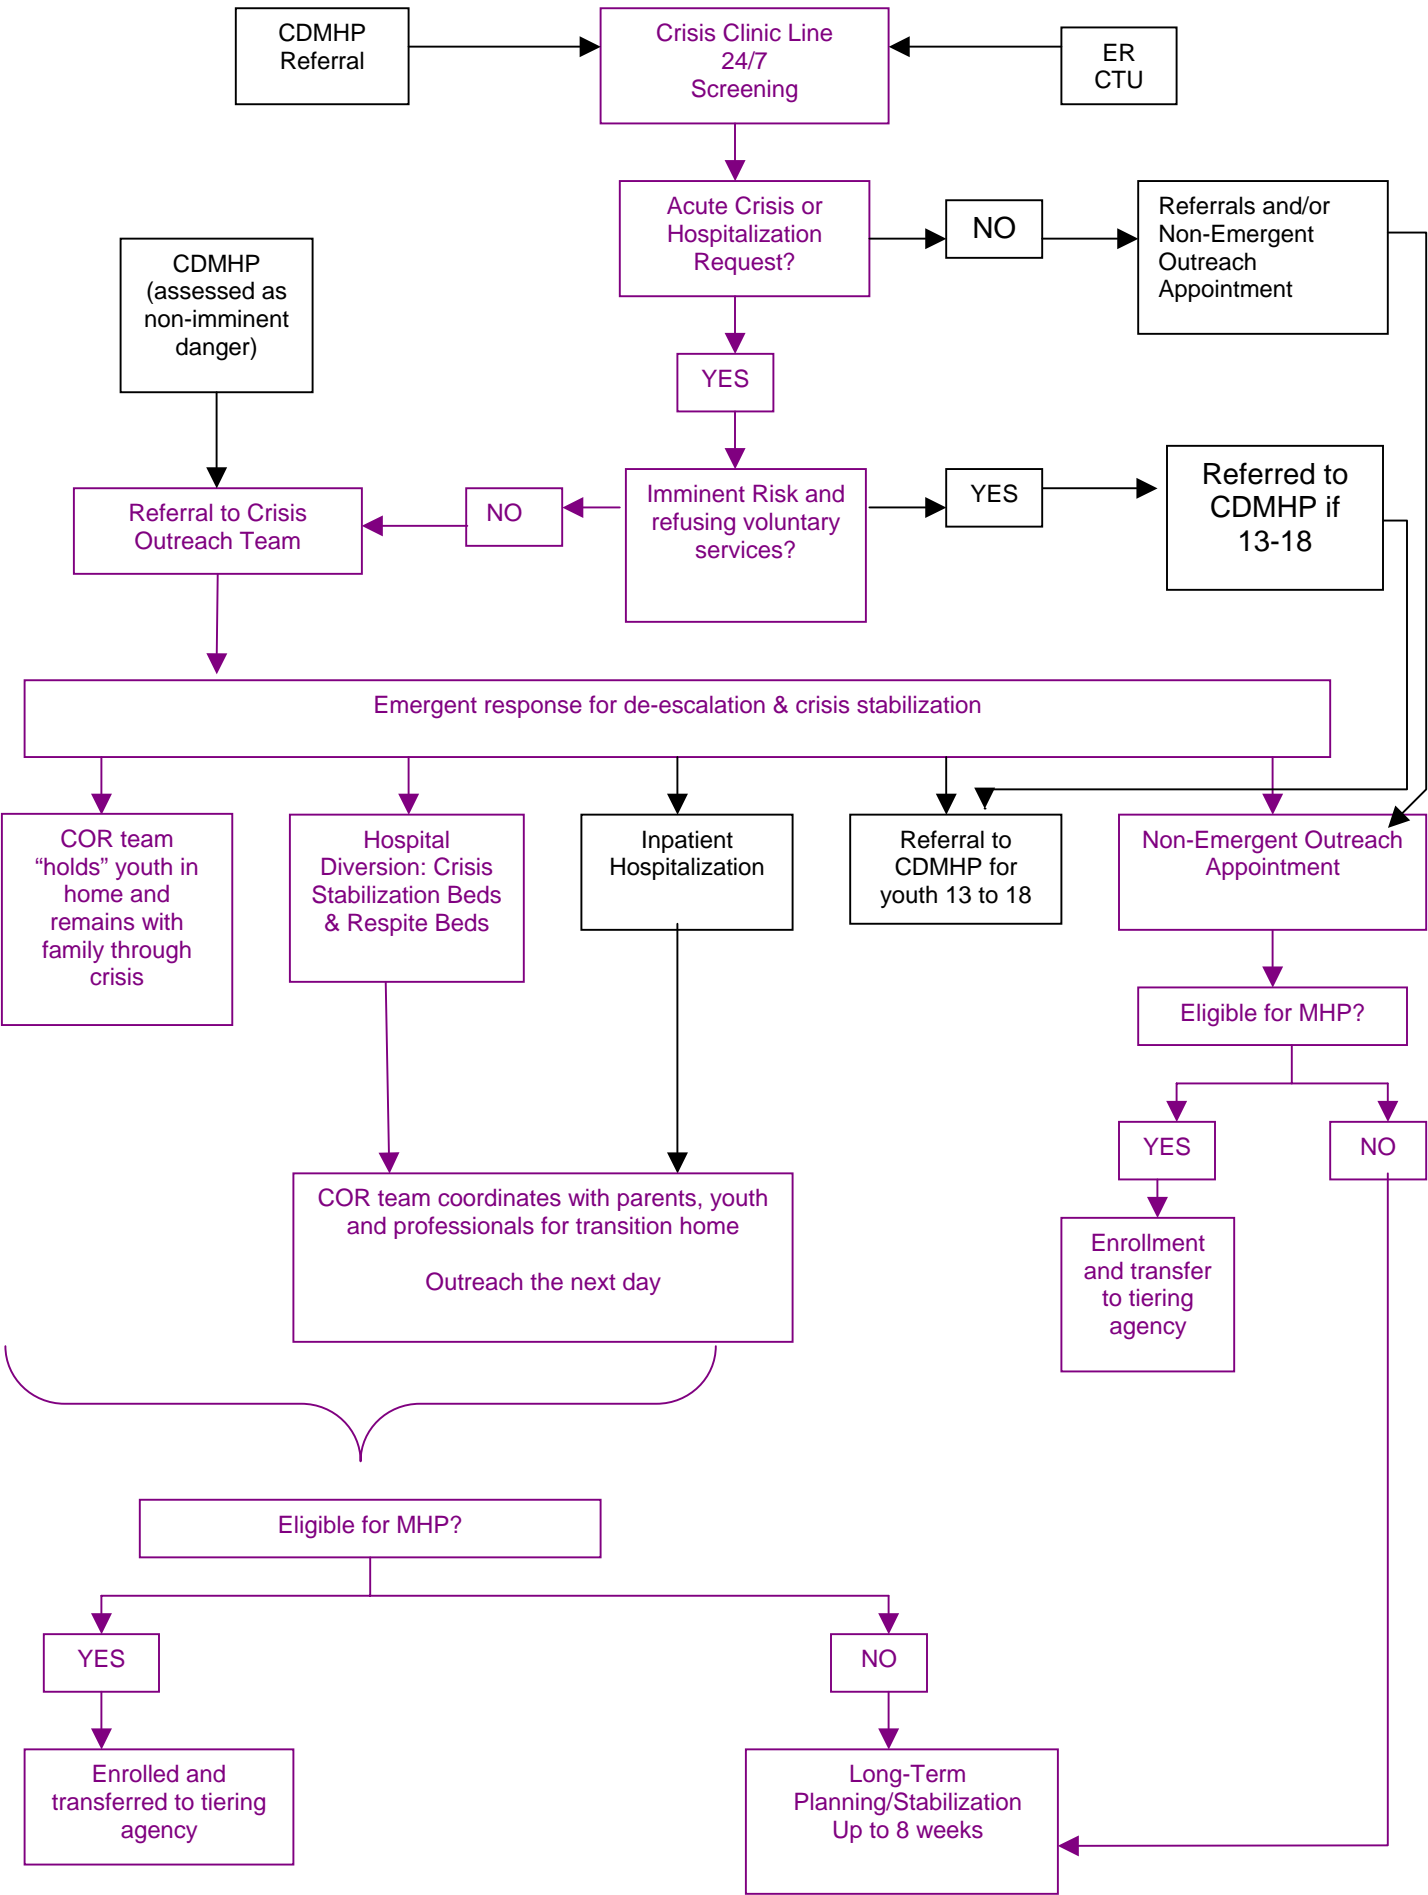 CDMHP
Referral
Crisis Clinic Line
24/7
Screening
ER
CTU
Acute Crisis or
Hospitalization
Request?
NO
Referrals and/or
Non-Emergent
Outreach
Appointment
CDMHP
(assessed as
non-imminent
danger)
YES
Referral to Crisis
Outreach Team
NO
Imminent Risk and
refusing voluntary
services?
YES
Referred to
CDMHP if
13-18
Emergent response for de-escalation & crisis stabilization
COR team
“holds” youth in
home and
remains with
family through
crisis
Hospital
Diversion: Crisis
Stabilization Beds
& Respite Beds
Inpatient
Hospitalization
Referral to
CDMHP for
youth 13 to 18
Non-Emergent Outreach
Appointment
Eligible for MHP?
YES
NO
COR team coordinates with parents, youth
and professionals for transition home
Outreach the next day
Enrollment
and transfer
to tiering
agency
Eligible for MHP?
YES
NO
Enrolled and
transferred to tiering
agency
Long-Term
Planning/Stabilization
Up to 8 weeks